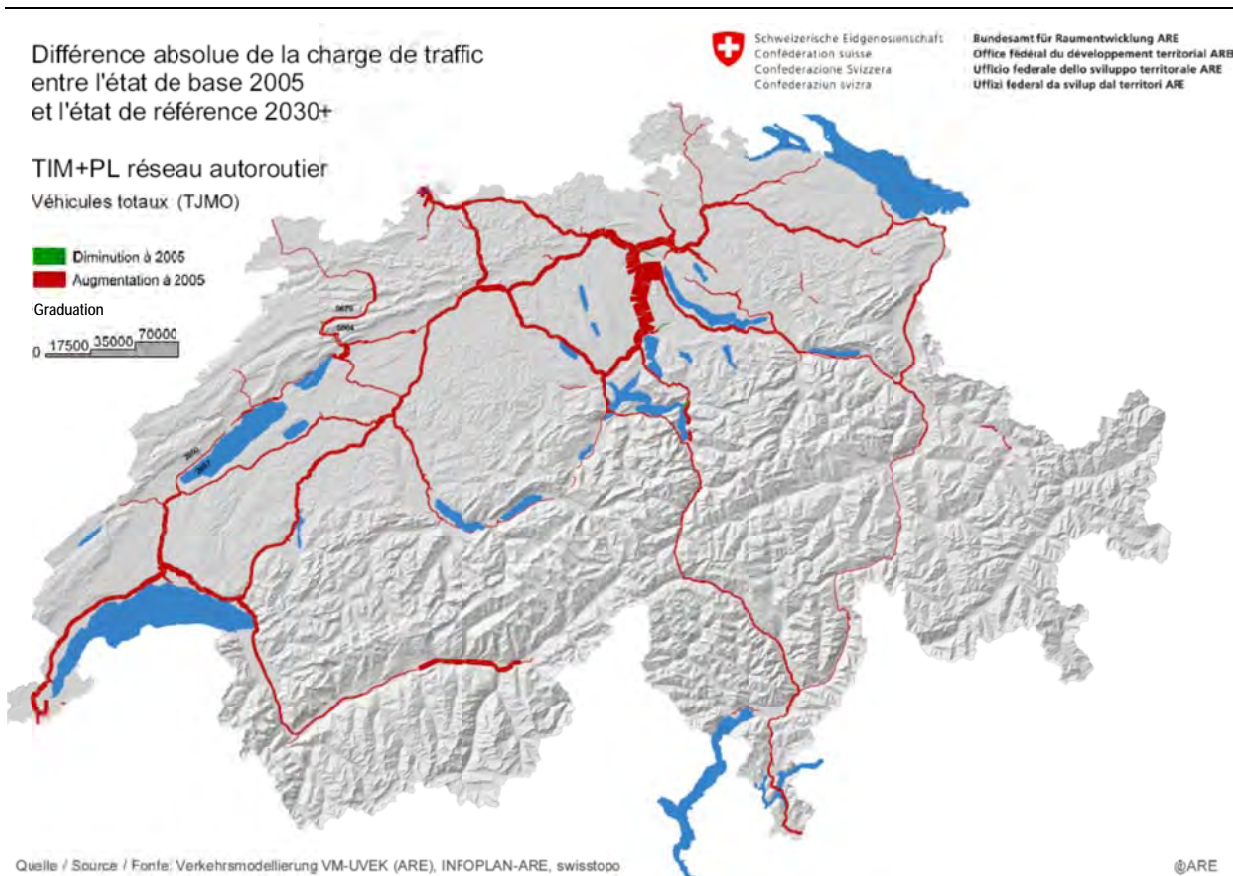 Différence absolue de la charge de traffic
entre l'état de base 2005
et l'état de référence 2030+
TIM+PL réseau autoroutier
Véhicules totaux (TJMO)
Diminution à 2005
Augmentation à 2005
Graduation
0 17500 35000 70000
Schweizerische Eidgenossenschaft
Confédération suisse
Confederazione Svizzera
Confederaziun svizra
Bundesamt für Raumentwicklung ARE
Office fédéral du développement territorial ARE
Uffizio federale dello sviluppo territorale ARE
Uffizi federal da svilup dal territori ARE
Quelle / Source / Fonte: Verkehrsmodellierung VM-UVEK (ARE), INFOPLAN-ARE, swisstopo
@ARE